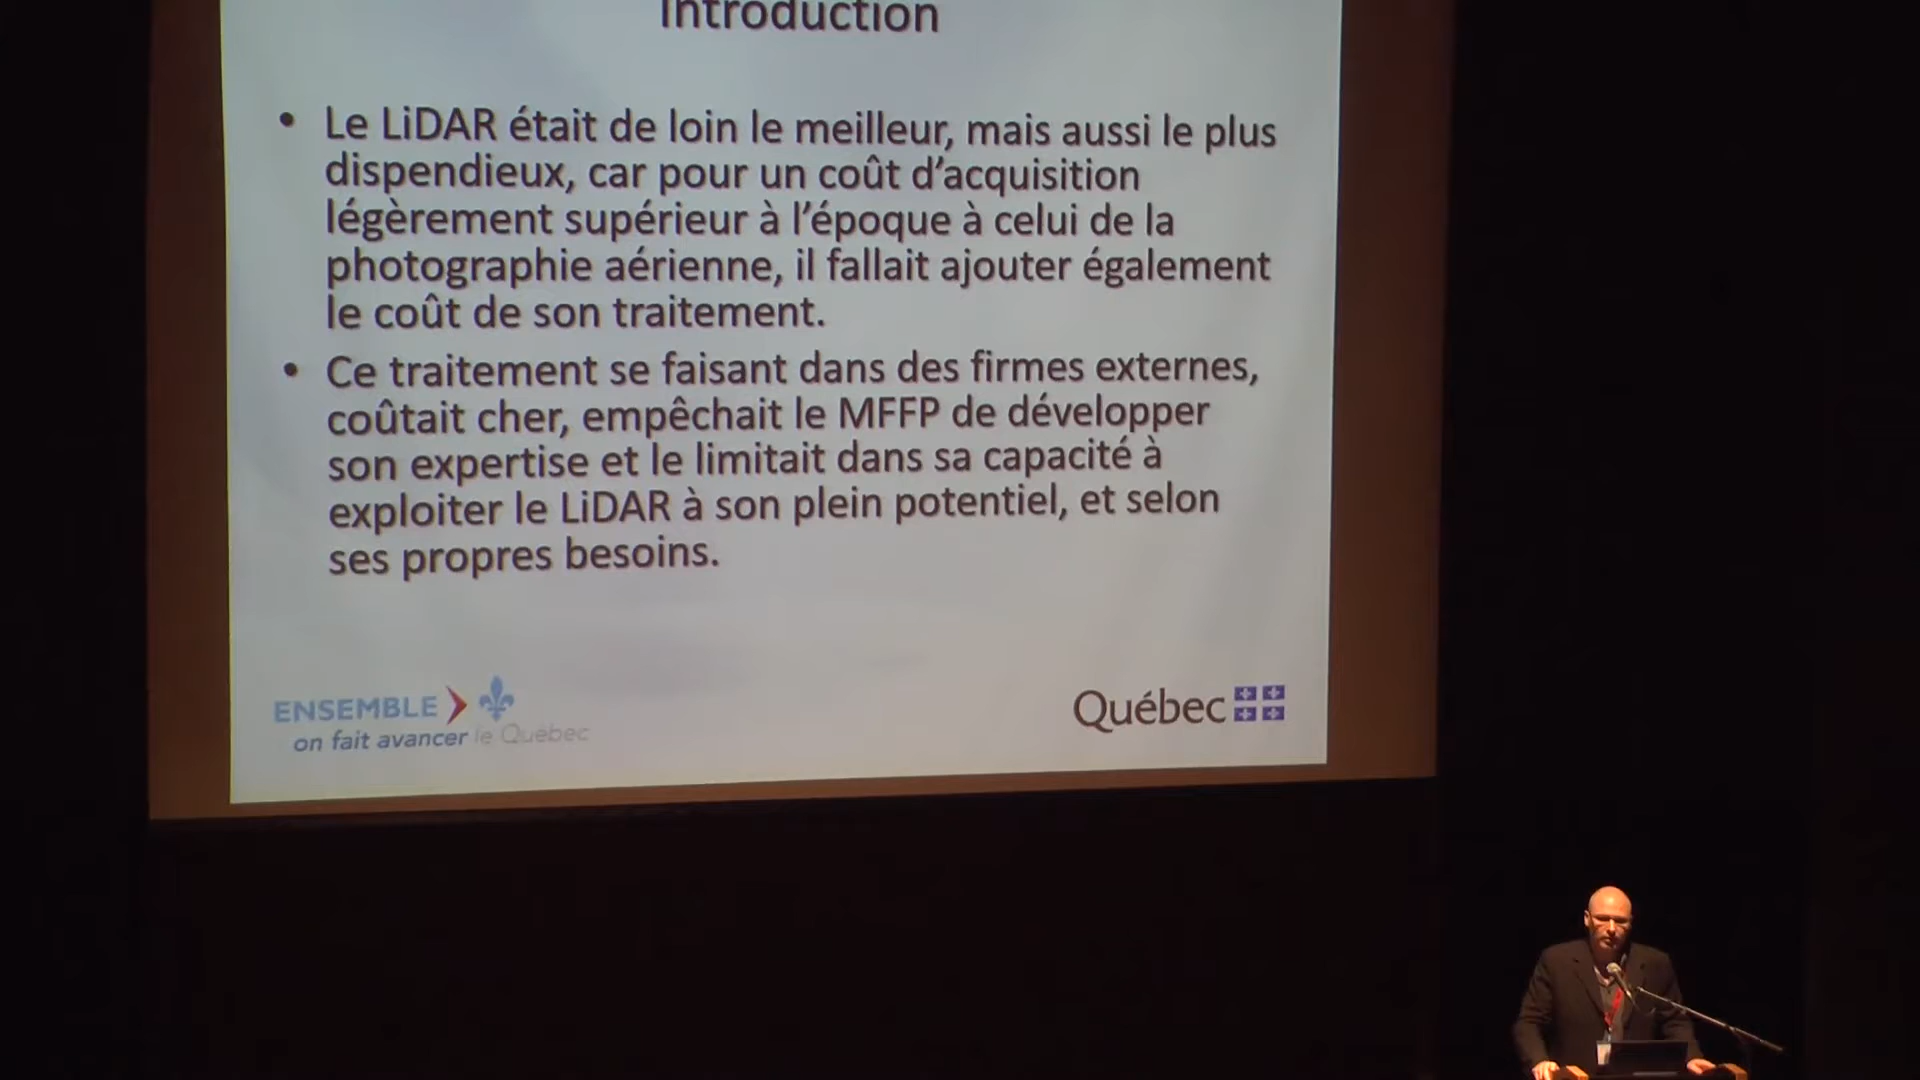 Introduction
• Le LiDAR était de loin le meilleur, mais aussi le plus
dispendieux, car pour un coût d’acquisition
légèrement supérieur à l’époque à celui de la
photographie aérienne, il fallait ajouter également
le coût de son traitement.
• Ce traitement se faisant dans des firmes externes,
coûtait cher, empêchait le MFFP de développer
son expertise et le limitait dans sa capacité à
exploiter le LiDAR à son plein potentiel, et selon
ses propres besoins.
ENSEMBLE
on fait avancer le Québec
Québec